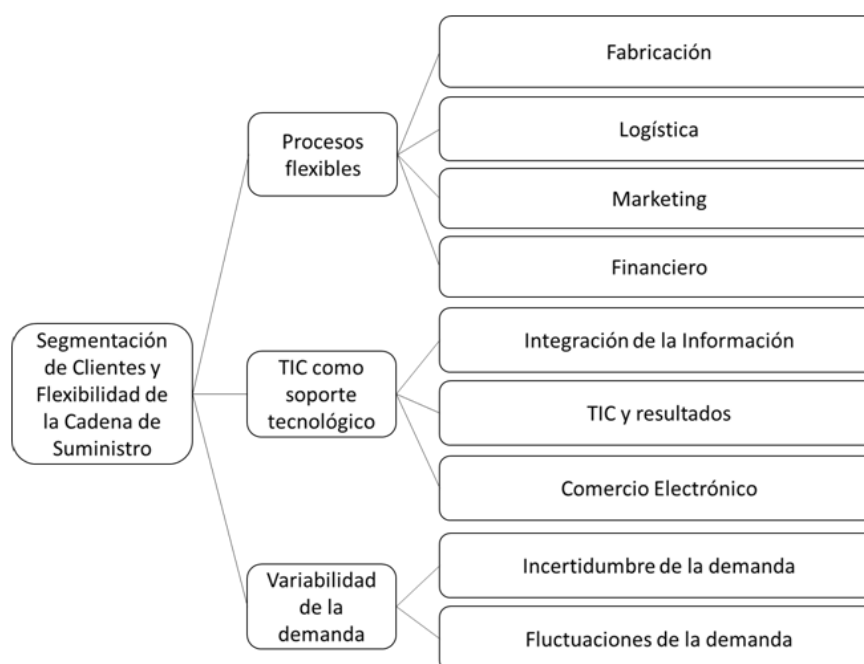 Segmentación
de Clientes y
Flexibilidad de
la Cadena de
Suministro
Procesos
flexibles
Fabricación
Logística
Marketing
Financiero
TIC como
soporte
tecnológico
Integración de la Información
TIC y resultados
Comercio Electrónico
Variabilidad
de la
demanda
Incertidumbre de la demanda
Fluctuaciones de la demanda